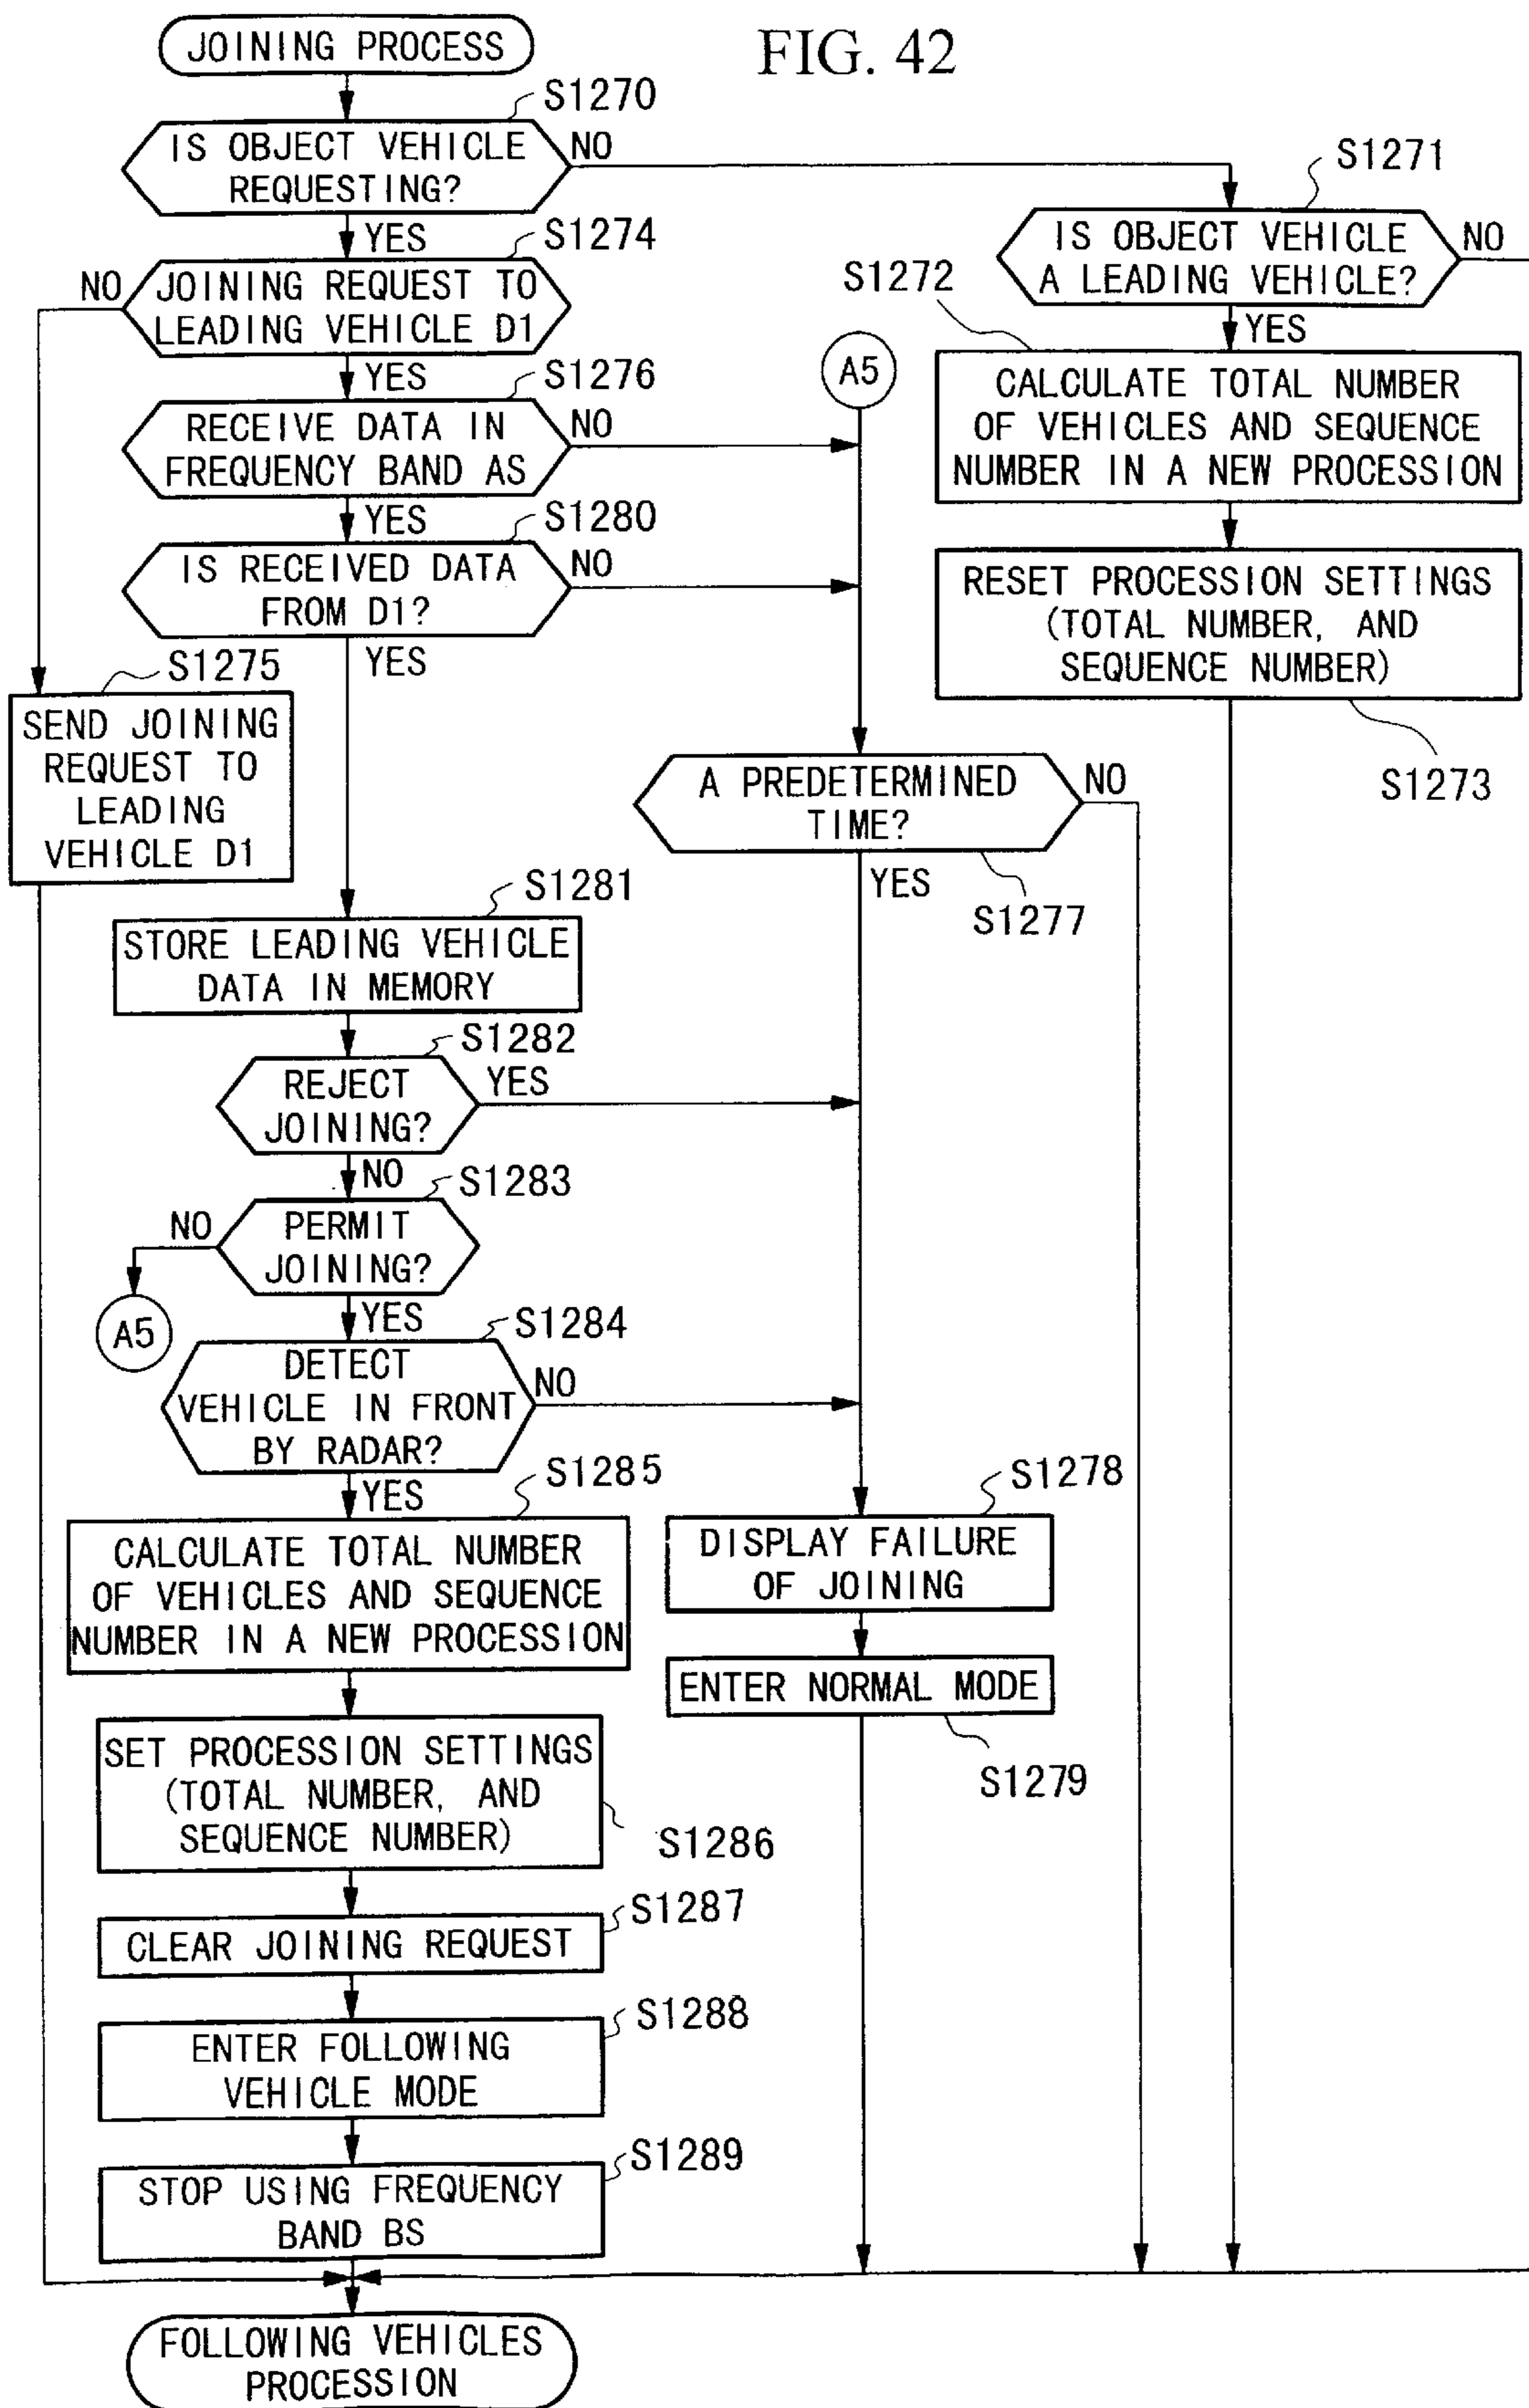 FIG. 42
JOINING PROCESS
S1270
IS OBJECT VEHICLE
REQUESTING?
NO
YES
S1271
IS OBJECT VEHICLE
A LEADING VEHICLE?
NO
YES
S1272
CALCULATE TOTAL NUMBER
OF VEHICLES AND SEQUENCE
NUMBER IN A NEW PROCESSION
RESET PROCESSION SETTINGS
(TOTAL NUMBER, AND
SEQUENCE NUMBER)
S1273
S1274
NO
JOINING REQUEST TO
LEADING VEHICLE D1
YES
S1275
SEND JOINING
REQUEST TO
LEADING
VEHICLE D1
S1276
RECEIVE DATA IN
FREQUENCY BAND AS
NO
YES
A5
S1280
IS RECEIVED DATA
FROM D1?
NO
YES
A PREDETERMINED
TIME?
NO
YES
S1277
S1281
STORE LEADING VEHICLE
DATA IN MEMORY
S1282
REJECT
JOINING?
YES
NO
S1283
PERMIT
JOINING?
NO
A5
YES
S1284
DETECT
VEHICLE IN FRONT
BY RADAR?
NO
YES
S1278
DISPLAY FAILURE
OF JOINING
ENTER NORMAL MODE
S1279
S1285
CALCULATE TOTAL NUMBER
OF VEHICLES AND SEQUENCE
NUMBER IN A NEW PROCESSION
SET PROCESSION SETTINGS
(TOTAL NUMBER, AND
SEQUENCE NUMBER)
S1286
S1287
CLEAR JOINING REQUEST
S1288
ENTER FOLLOWING
VEHICLE MODE
S1289
STOP USING FREQUENCY
BAND BS
FOLLOWING VEHICLES
PROCESSION